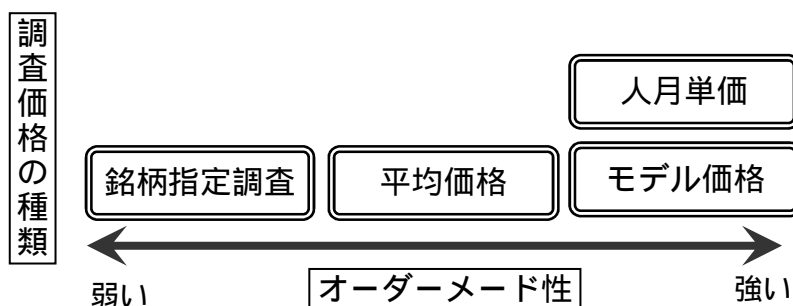 調査価格の種類
人月単価
銘柄指定調査
平均価格
モデル価格
弱い
オーダーメード性
強い